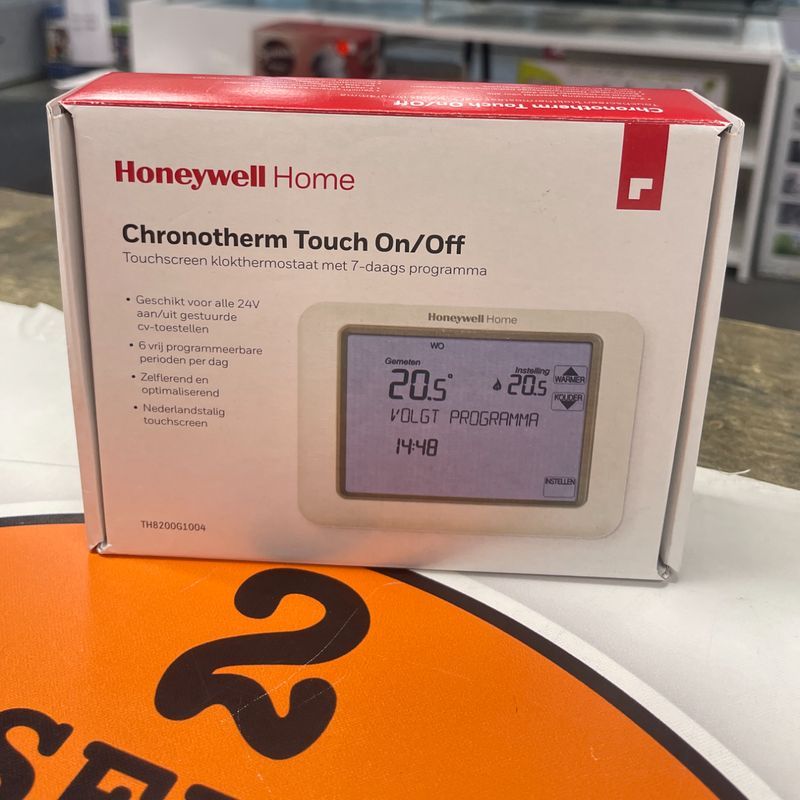 Chronotherm Touch On/Off
Honeywell Home
Chronotherm Touch On/Off
Touchscreen klokthermostaat met 7-daags programma
• Geschikt voor alle 24V
aan/uit gestuurde
cv-toestellen
• 6 vrij programmeerbare
perioden per dag
• Zelflerend en
optimaliserend
• Nederlandstalig
touchscreen
TH8200G1004
Honeywell Home
WO
Gemeten
Instelling
20.5°
20.5
WARMER
KOUDER
VOLGT PROGRAMMA
14:48
INSTELLEN
2